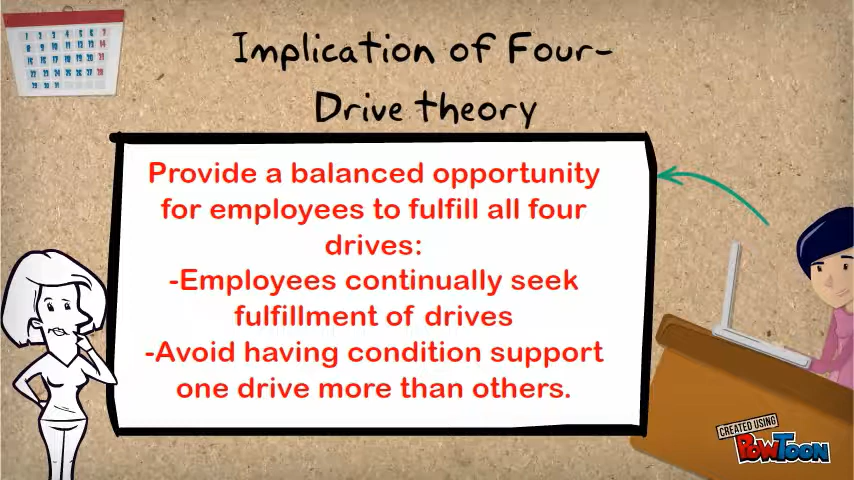 Implication of Four-
Drive theory
Provide a balanced opportunity
for employees to fulfill all four
drives:
-Employees continually seek
fulfillment of drives
-Avoid having condition support
one drive more than others.
CREATED USING
POWTOON